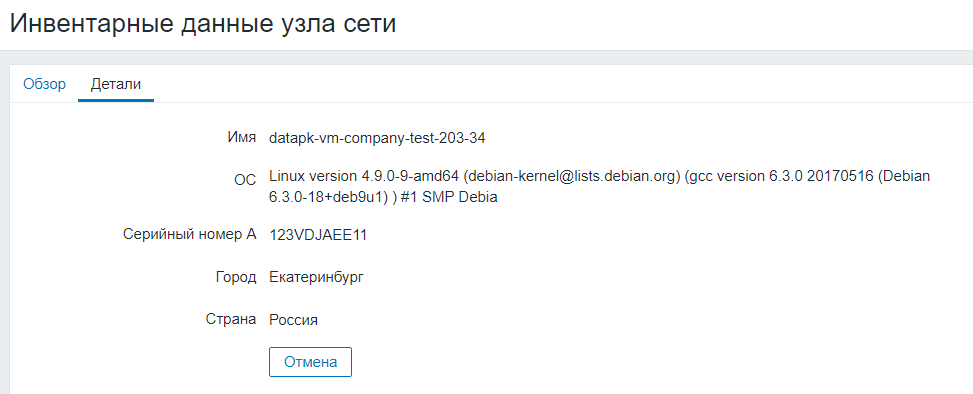 Инвентарные данные узла сети
Обзор Детали
Имя datapk-vm-company-test-203-34
ОС Linux version 4.9.0-9-amd64 (debian-kernel@lists.debian.org) (gcc version 6.3.0 20170516 (Debian
6.3.0-18+deb9u1) ) #1 SMP Debia
Серийный номер A 123VDJAEE11
Город Екатеринбург
Страна Россия
Отмена